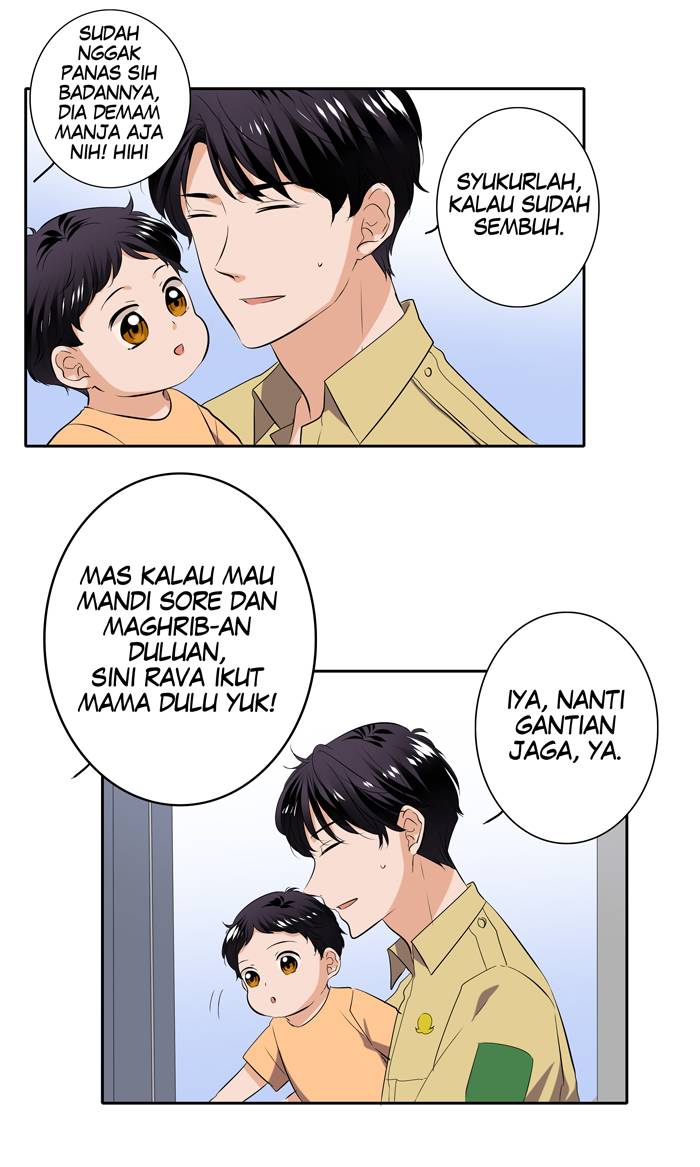 SUDAH
NGGAK
PANAS SIH
BADANNYA,
DIA DEMAM
MANJA AJA
NIH! HIHI
SYUKURLAH,
KALAU SUDAH
SEMBUH.
MAS KALAU MAU
MANDI SORE DAN
MAGHRIB-AN
DULUAN,
SINI RAVA IKUT
MAMA DULU YUK!
IYA, NANTI
GANTIAN
JAGA, YA.